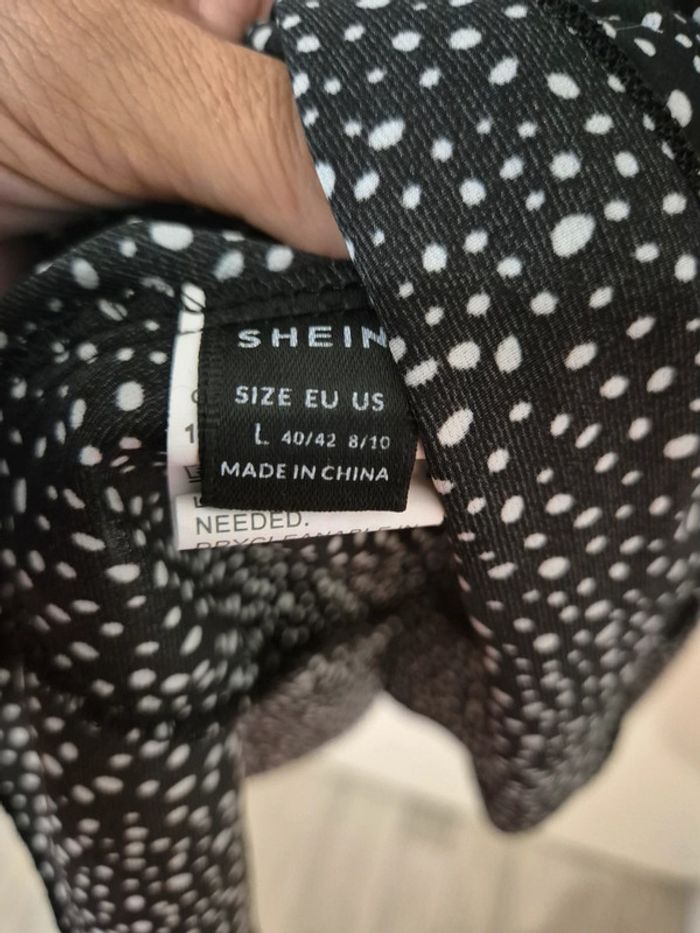 SHEIN
SIZE EU US
L 40/42 8/10
MADE IN CHINA
NEEDED.